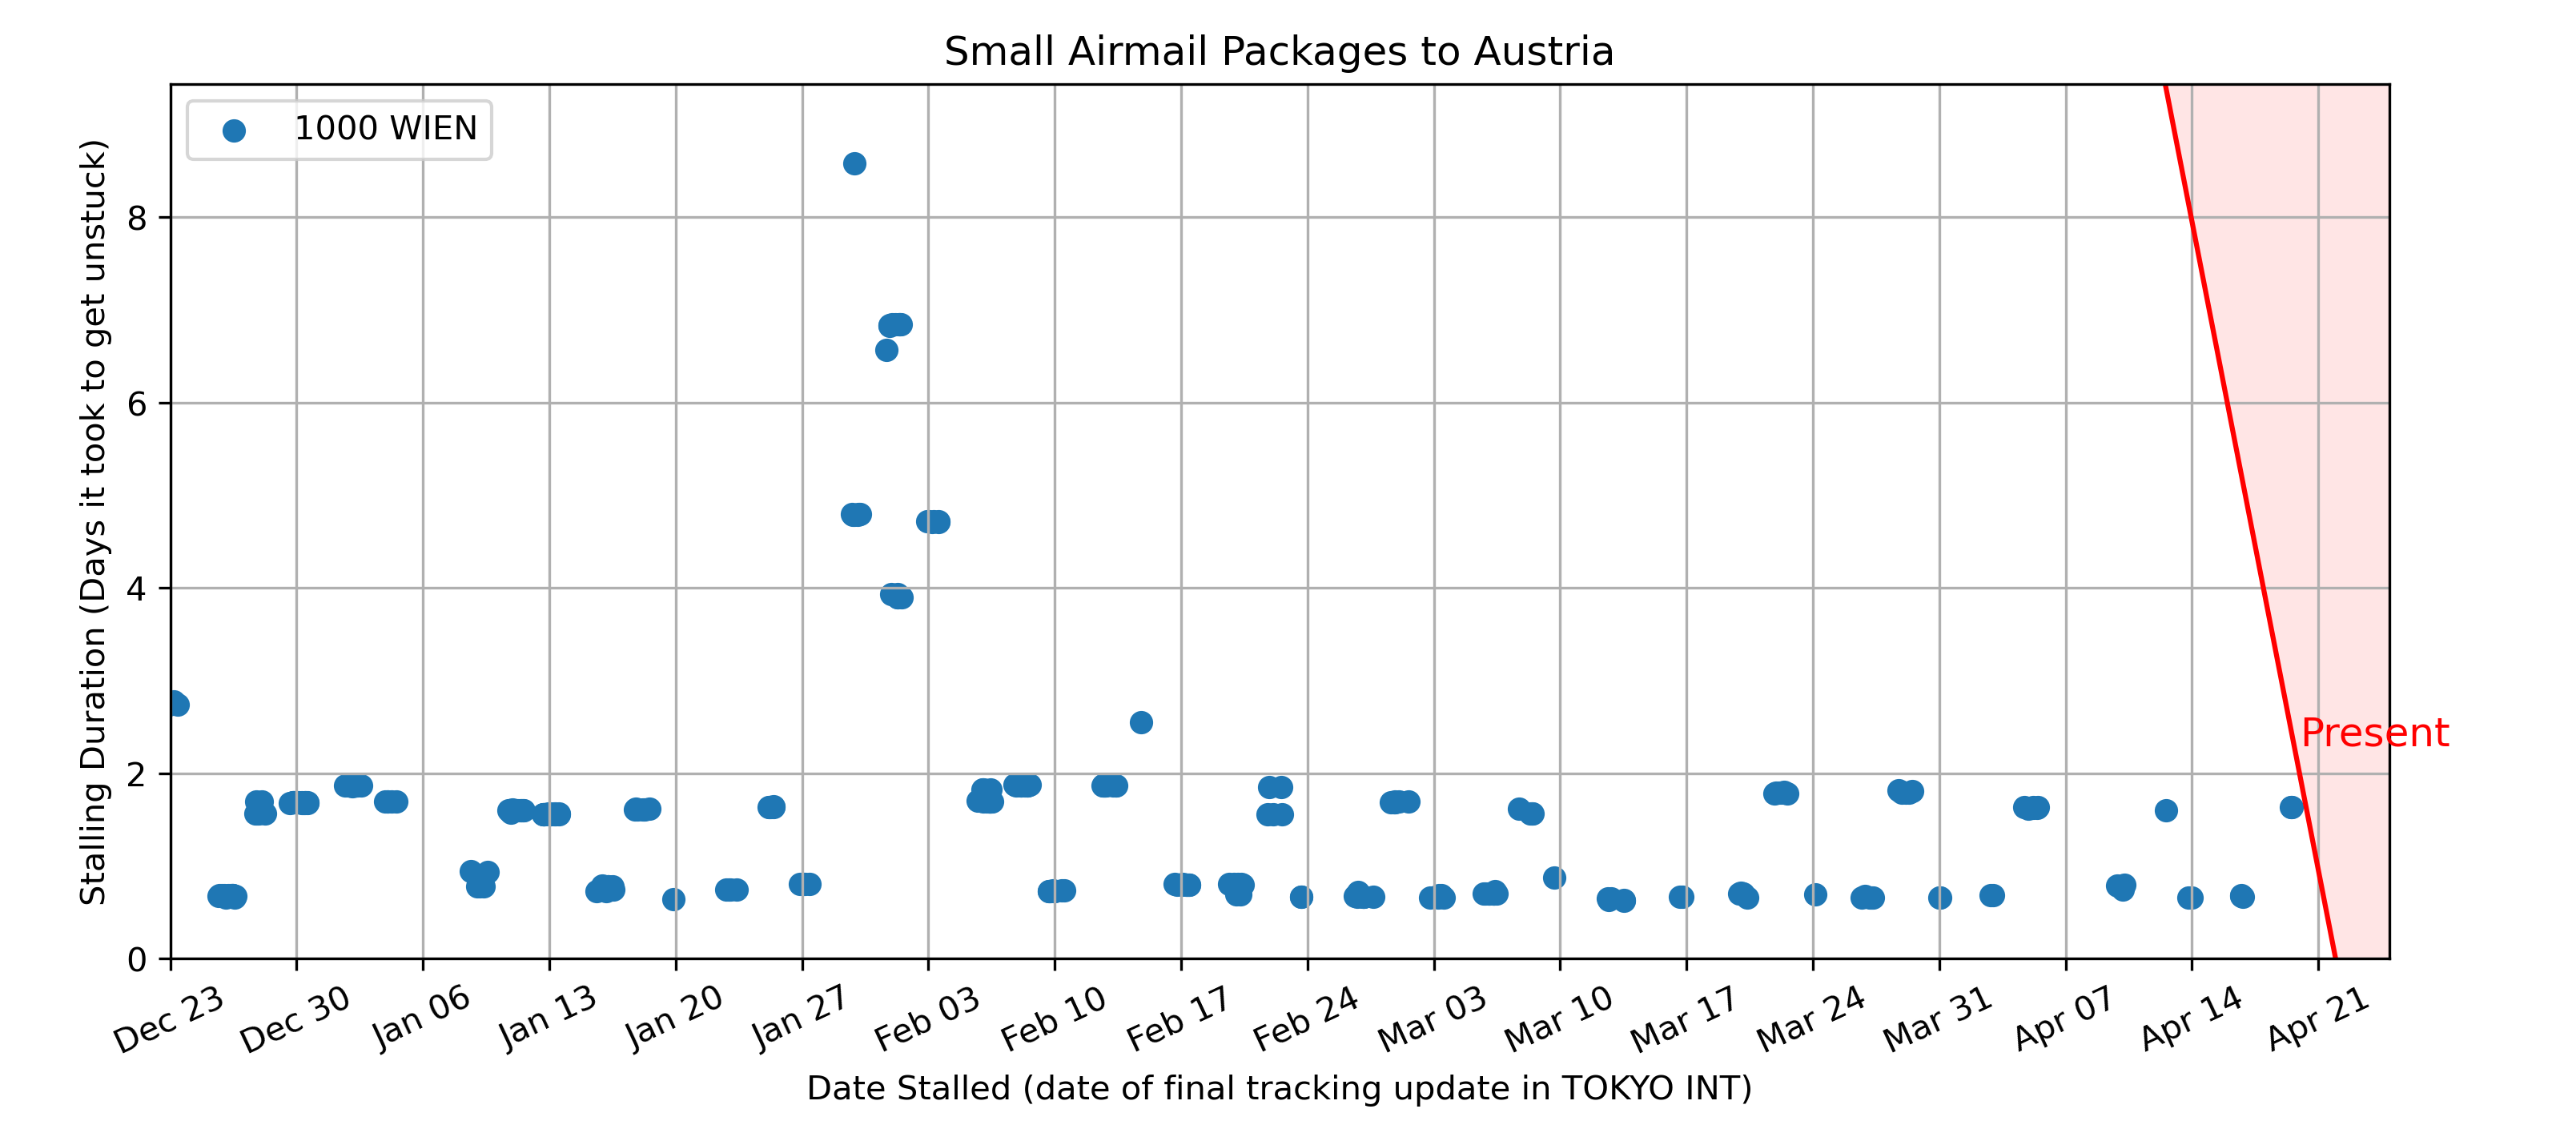 Small Airmail Packages to Austria
1000 WIEN
Stalling Duration (Days it took to get unstuck)
8
6
4
2
0
Present
Dec 23
Dec 30
Jan 06
Jan 13
Jan 20
Jan 27
Feb 03
Feb 10
Feb 17
Feb 24
Mar 03
Mar 10
Mar 17
Mar 24
Mar 31
Apr 07
Apr 14
Apr 21
Date Stalled (date of final tracking update in TOKYO INT)